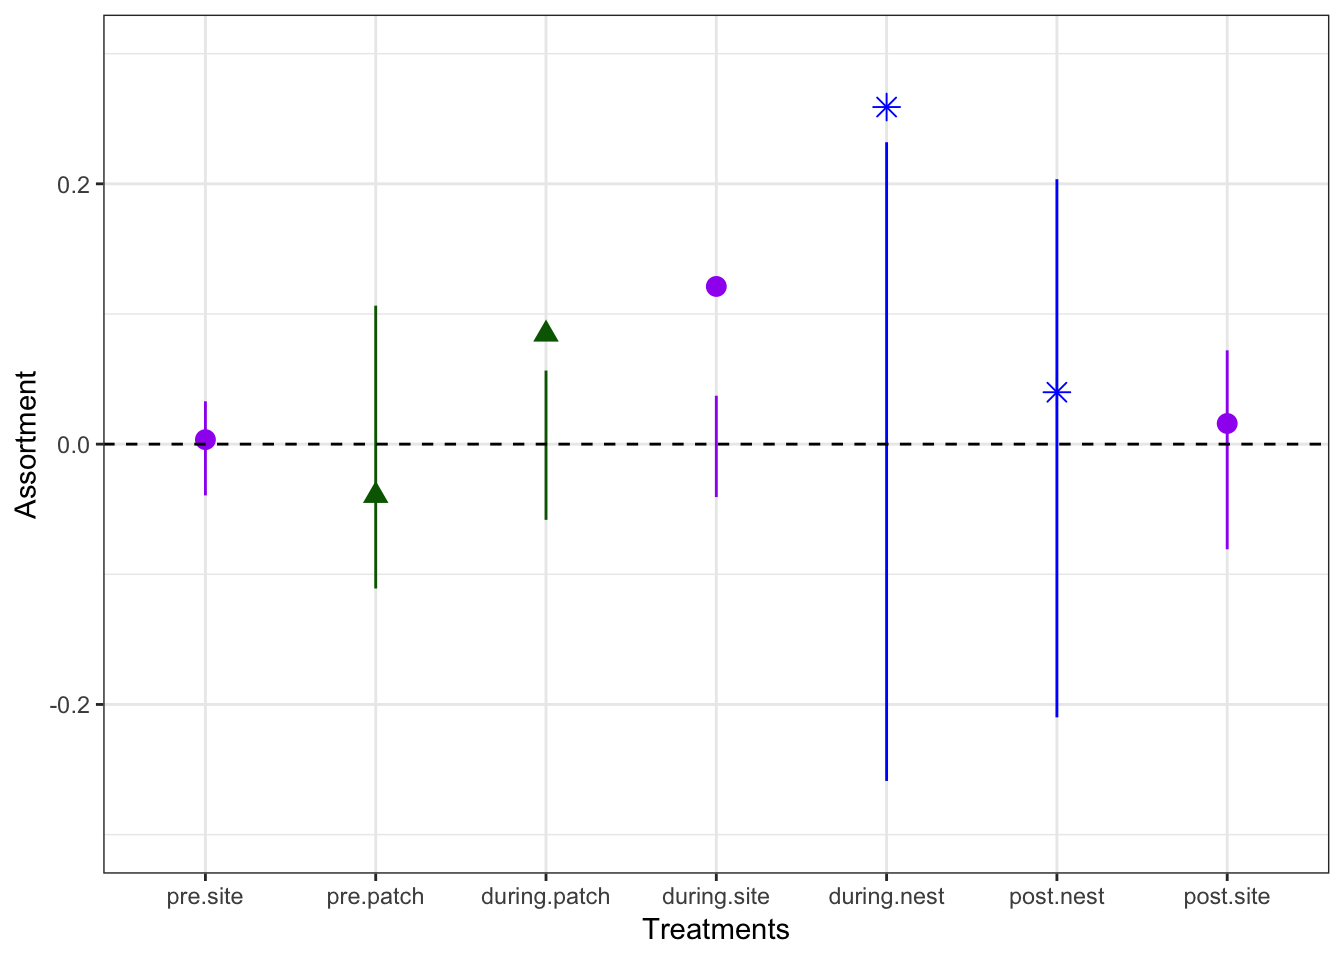 Assortment
0.2
0.0
-0.2
pre.site pre.patch during.patch during.site during.nest post.nest post.site
Treatments